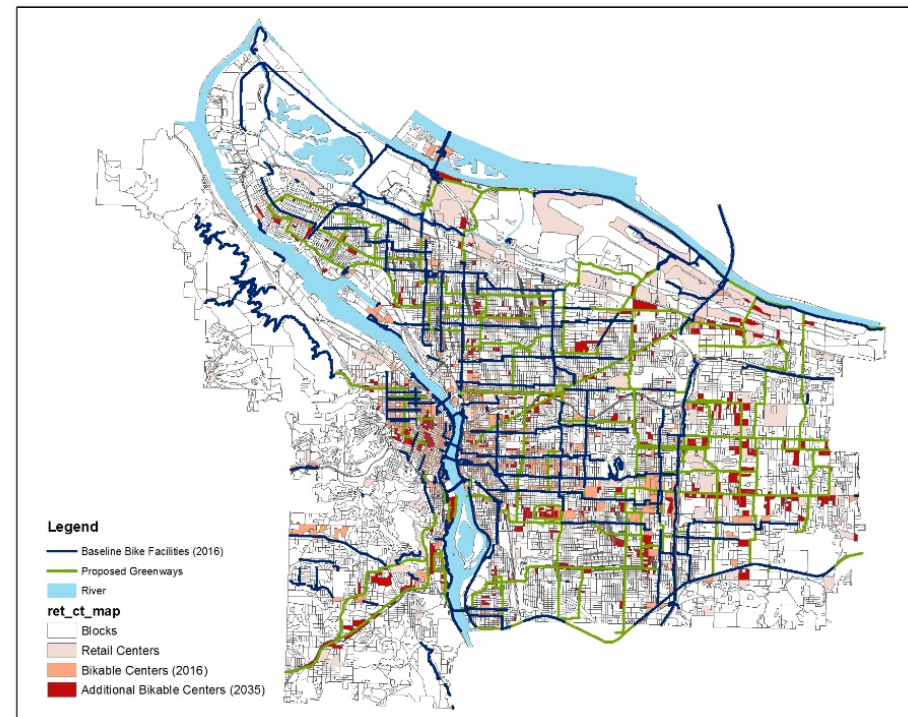 Legend
Baseline Bike Facilities (2016)
Proposed Greenways
River
ret_ct_map
Blocks
Retail Centers
Bikable Centers (2016)
Additional Bikable Centers (2035)